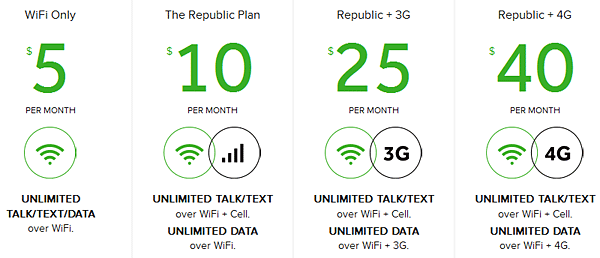 WiFi Only
$5
PER MONTH
UNLIMITED
TALK/TEXT/DATA
over WiFi.
The Republic Plan
$10
PER MONTH
UNLIMITED TALK/TEXT
over WiFi + Cell.
UNLIMITED DATA
over WiFi.
Republic + 3G
$25
PER MONTH
3G
UNLIMITED TALK/TEXT
over WiFi + Cell.
UNLIMITED DATA
over WiFi + 3G.
Republic + 4G
$40
PER MONTH
4G
UNLIMITED TALK/TEXT
over WiFi + Cell.
UNLIMITED DATA
over WiFi + 4G.